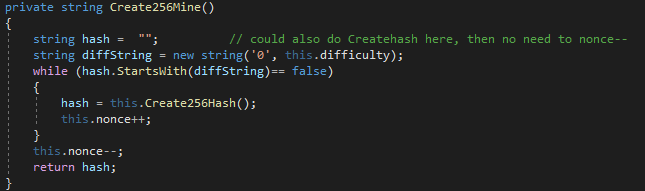 private string Create256Mine()
{
    string hash =  "";          // could also do Createhash here, then no need to nonce--
    string diffString = new string('0', this.difficulty);
    while (hash.StartsWith(diffString)== false)
    {
        hash = this.Create256Hash();
        this.nonce++;
    }
    this.nonce--;
    return hash;
}